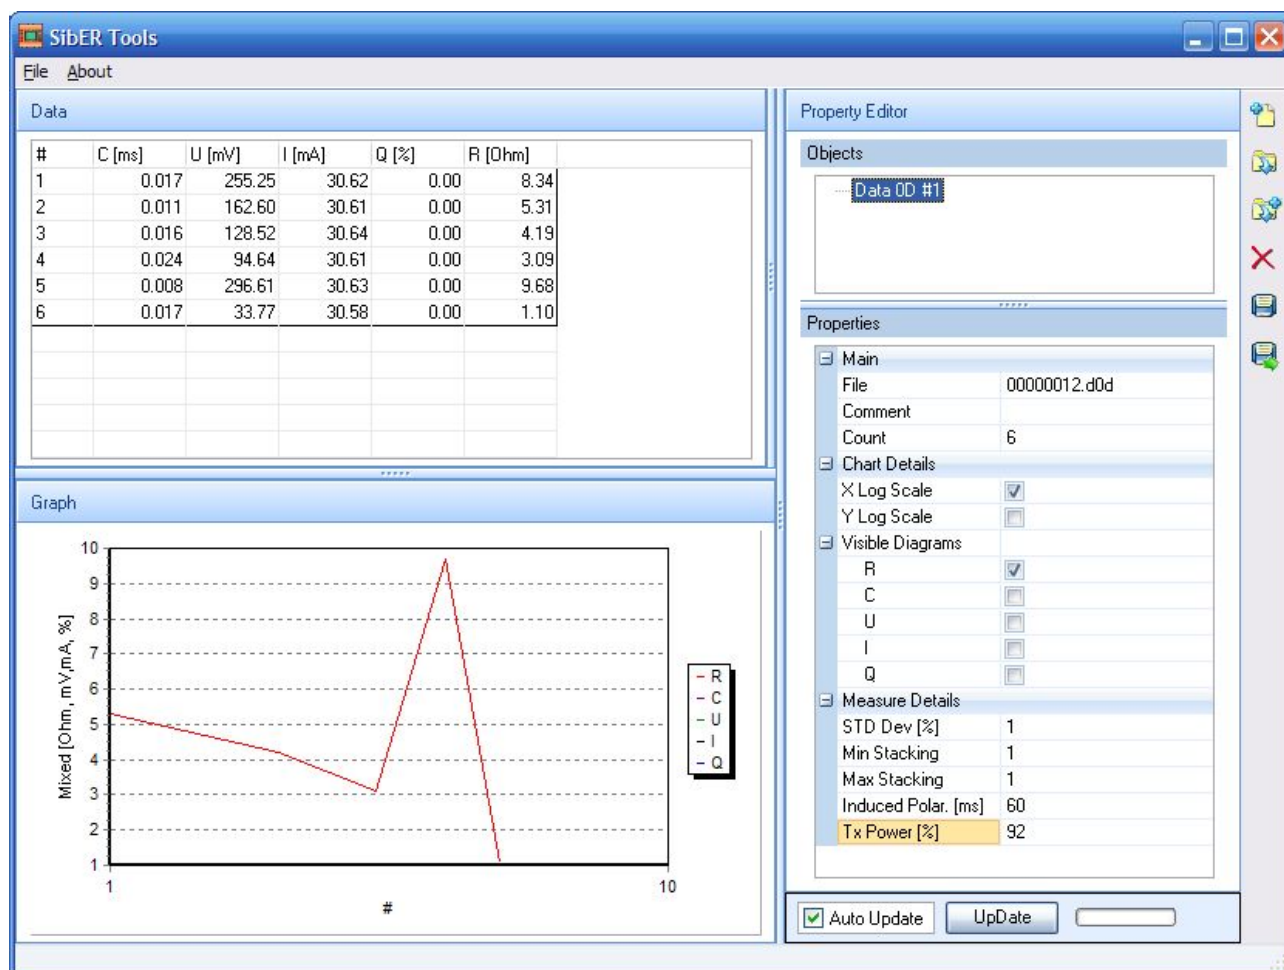 SibER Tools
File About
Data
# C [ms] U [mV] I [mA] Q [%] R [Ohm]
1 0.017 255.25 30.62 0.00 8.34
2 0.011 162.60 30.61 0.00 5.31
3 0.016 128.52 30.64 0.00 4.19
4 0.024 94.64 30.61 0.00 3.09
5 0.008 296.61 30.63 0.00 9.68
6 0.017 33.77 30.58 0.00 1.10
Graph
Mixed [Ohm, mV,mA, %]
10
9
8
7
6
5
4
3
2
1
1 10
#
R
C
U
I
Q
Property Editor
Objects
Data 0D #1
Properties
Main
File 00000012.d0d
Comment
Count 6
Chart Details
X Log Scale
Y Log Scale
Visible Diagrams
R
C
U
I
Q
Measure Details
STD Dev [%] 1
Min Stacking 1
Max Stacking 1
Induced Polar. [ms] 60
Tx Power [%] 92
Auto Update UpDate